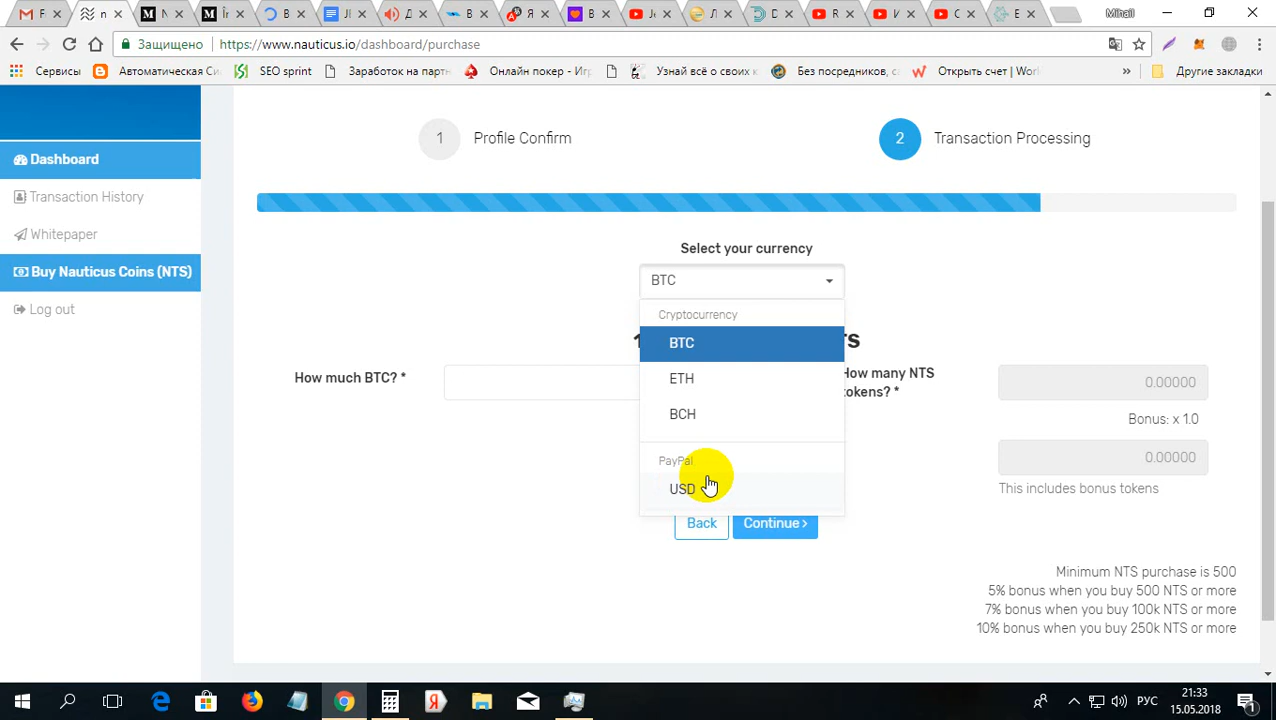 Mihail
Защищено https://www.nauticus.io/dashboard/purchase
Сервисы Автоматическая Си SEO sprint Заработок на партн Онлайн покер - Игр Узнай всё о своих к Без посредников, са Открыть счет | Worl » Другие закладки
1 Profile Confirm 2 Transaction Processing
Dashboard
Transaction History
Whitepaper
Buy Nauticus Coins (NTS)
Log out
Select your currency
BTC
Cryptocurrency
BTC
ETH
BCH
PayPal
USD
How much BTC? *
How many NTS
tokens? *
0.00000
Bonus: x 1.0
0.00000
This includes bonus tokens
Back Continue ›
Minimum NTS purchase is 500
5% bonus when you buy 500 NTS or more
7% bonus when you buy 100k NTS or more
10% bonus when you buy 250k NTS or more
РУС
21:33
15.05.2018
1